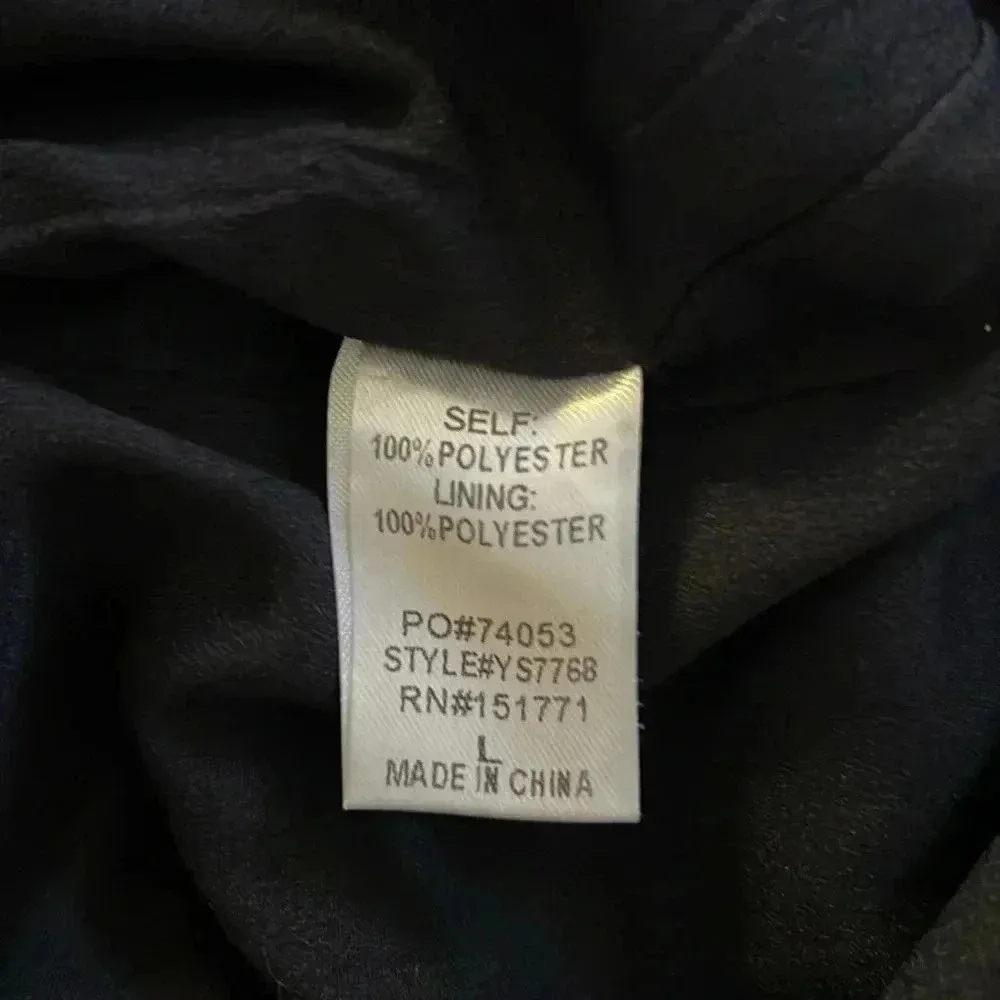 SELF:
100%POLYESTER
LINING:
100%POLYESTER
PO#74053
STYLE#YS7768
RN#151771
L
MADE IN CHINA